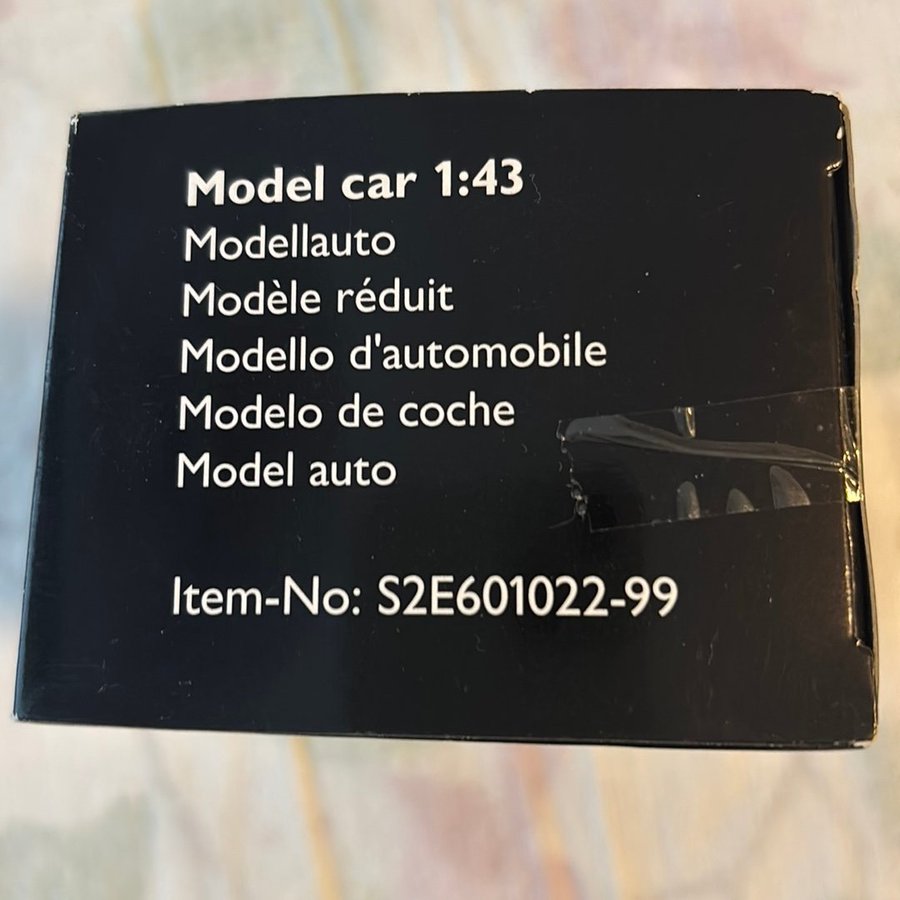 Model car 1:43
Modellauto
Modèle réduit
Modello d'automobile
Modelo de coche
Model auto
Item-No: S2E601022-99